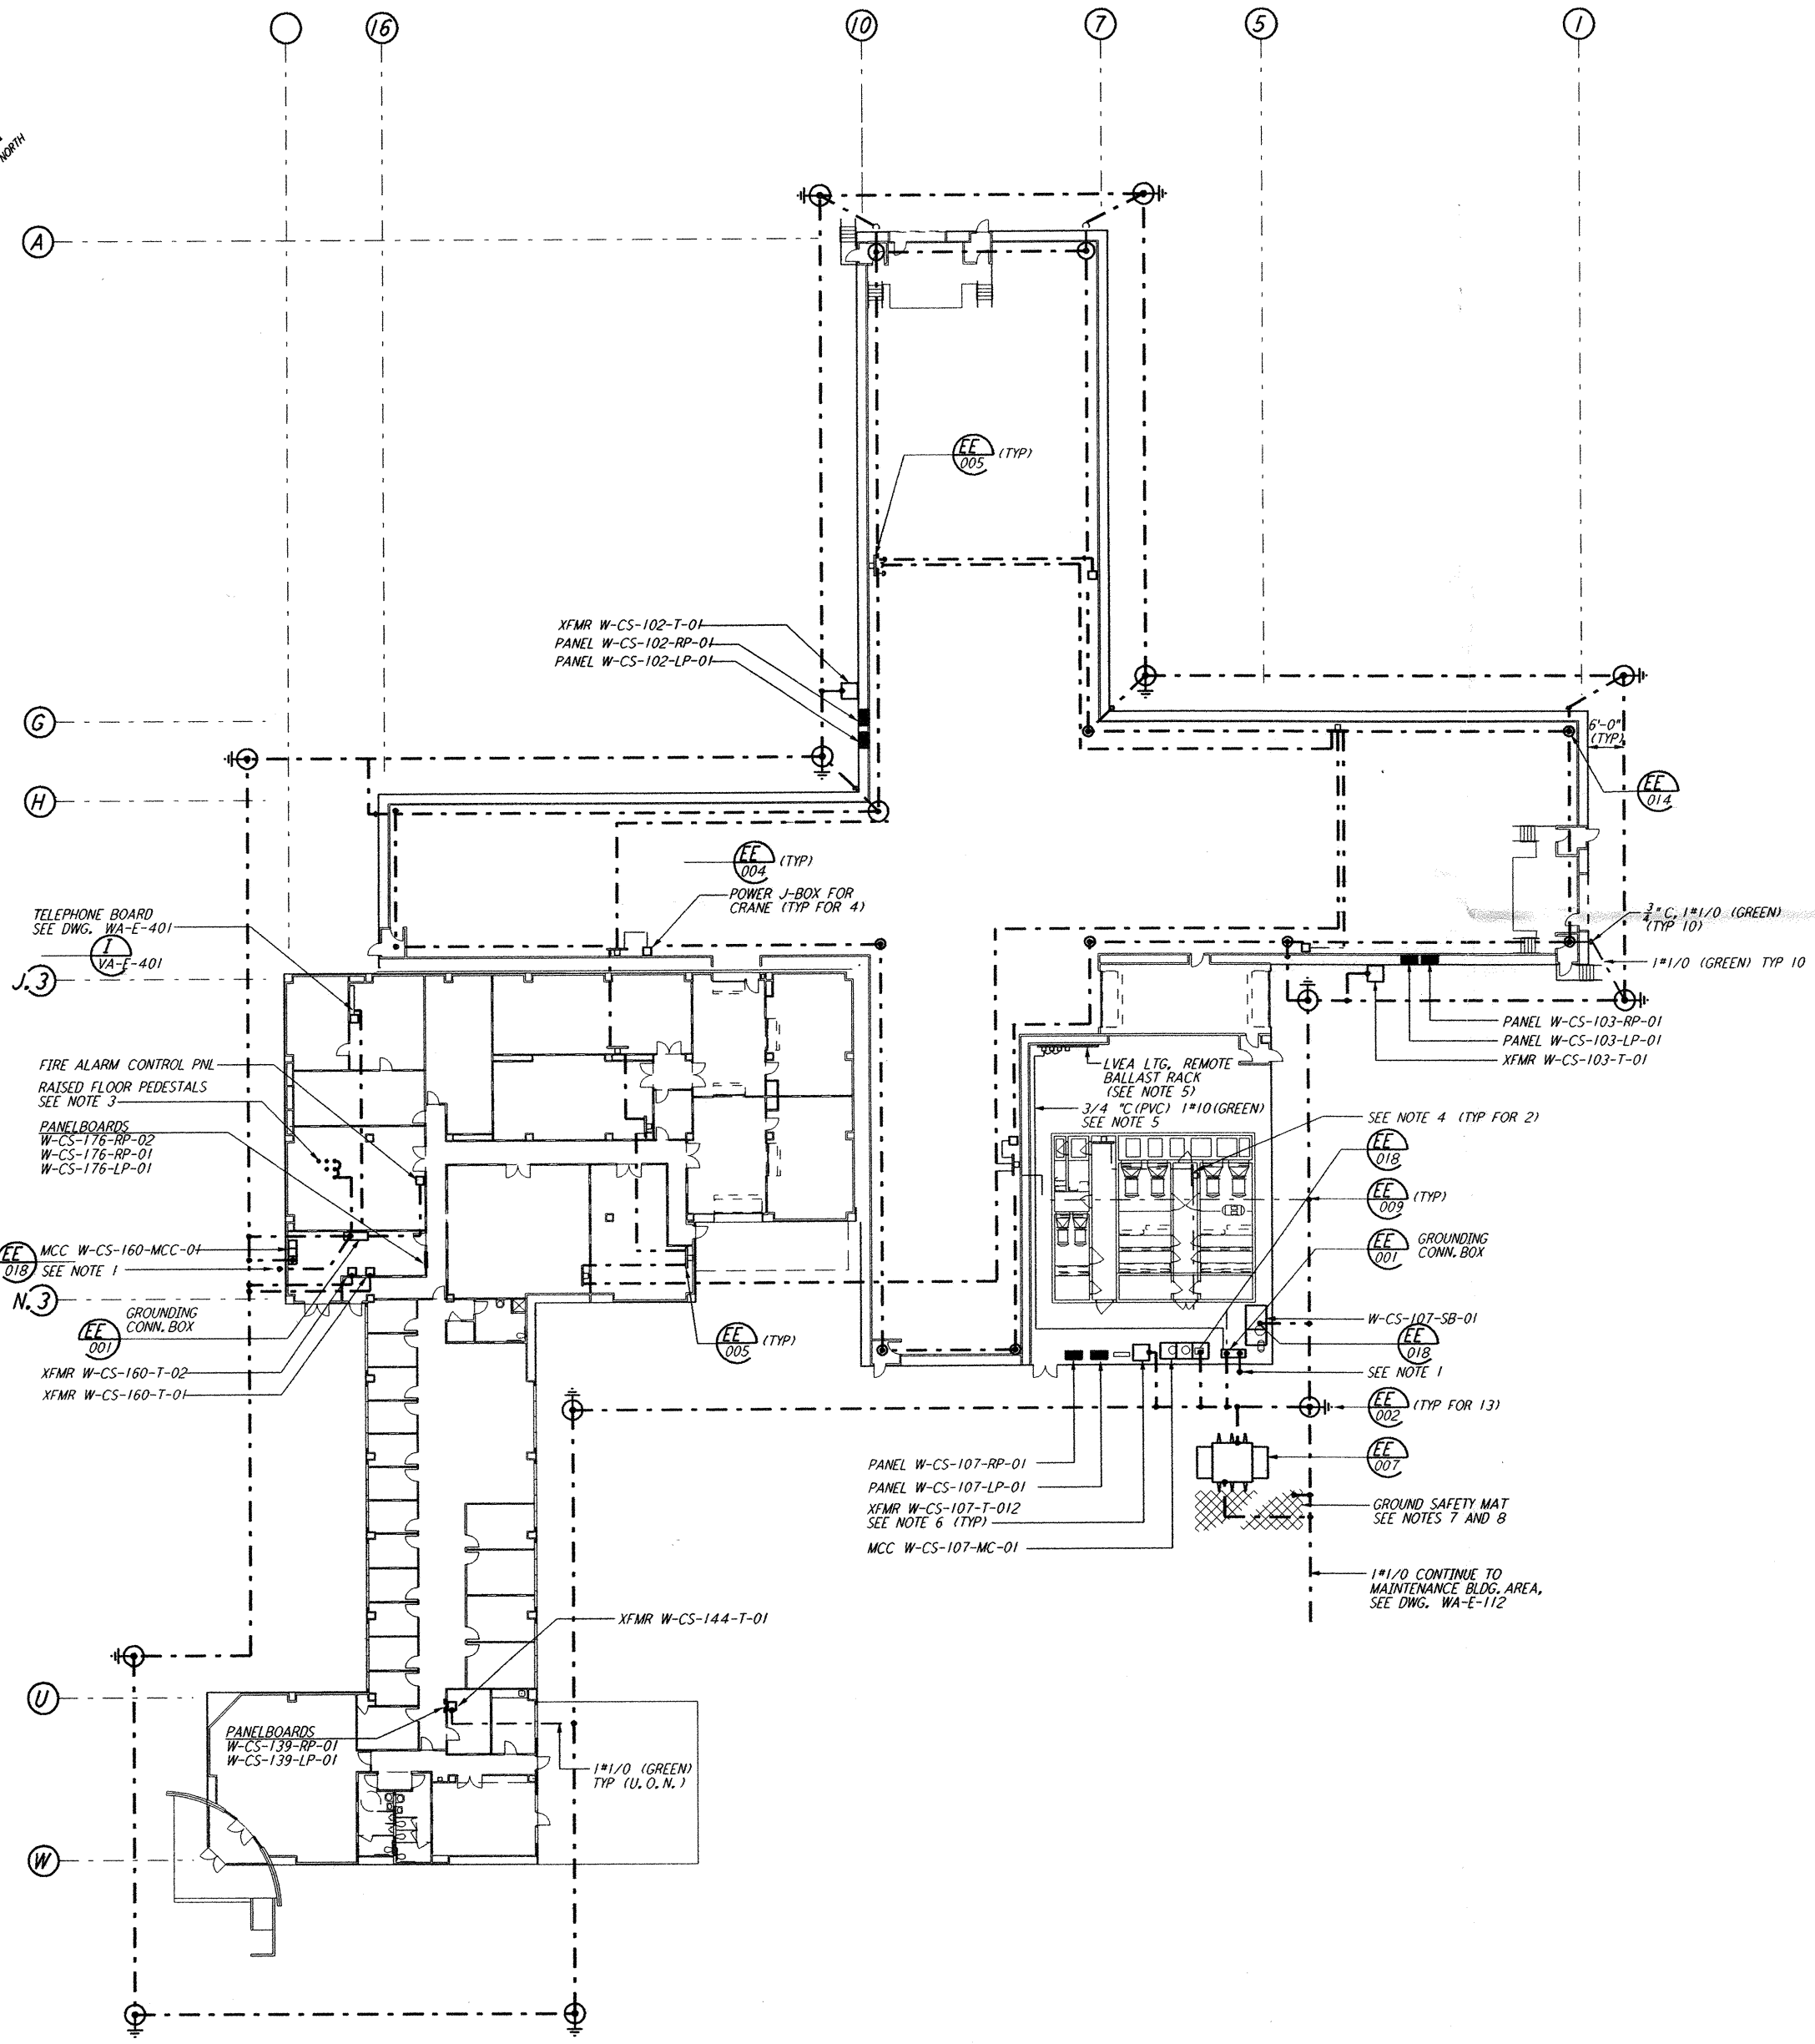 16
10
7
5
1
NORTH
A
EE
005
(TYP)
XFMR W-CS-102-T-01
PANEL W-CS-102-RP-01
PANEL W-CS-102-LP-01
G
6'-0"
(TYP)
EE
014
H
EE
004
(TYP)
POWER J-BOX FOR
CRANE (TYP FOR 4)
TELEPHONE BOARD
SEE DWG. WA-E-401
1
VA-E-401
3/4" C, 1#1/0 (GREEN)
(TYP 10)
1#1/0 (GREEN) TYP 10
J.3
PANEL W-CS-103-RP-01
PANEL W-CS-103-LP-01
XFMR W-CS-103-T-01
FIRE ALARM CONTROL PNL
RAISED FLOOR PEDESTALS
SEE NOTE 3
PANELBOARDS
W-CS-176-RP-02
W-CS-176-RP-01
W-CS-176-LP-01
LVEA LTG. REMOTE
BALLAST RACK
(SEE NOTE 5)
3/4 "C (PVC) 1#10 (GREEN)
SEE NOTE 5
SEE NOTE 4 (TYP FOR 2)
EE
018
EE
009
(TYP)
EE
001
GROUNDING
CONN. BOX
EE
018
MCC W-CS-160-MCC-01
SEE NOTE 1
N.3
GROUNDING
CONN. BOX
EE
001
EE
005
(TYP)
W-CS-107-SB-01
EE
018
SEE NOTE 1
XFMR W-CS-160-T-02
XFMR W-CS-160-T-01
EE
002
(TYP FOR 13)
EE
007
PANEL W-CS-107-RP-01
PANEL W-CS-107-LP-01
XFMR W-CS-107-T-012
SEE NOTE 6 (TYP)
MCC W-CS-107-MC-01
GROUND SAFETY MAT
SEE NOTES 7 AND 8
1#1/0 CONTINUE TO
MAINTENANCE BLDG. AREA,
SEE DWG. WA-E-112
XFMR W-CS-144-T-01
U
PANELBOARDS
W-CS-139-RP-01
W-CS-139-LP-01
1#1/0 (GREEN)
TYP (U.O.N.)
W